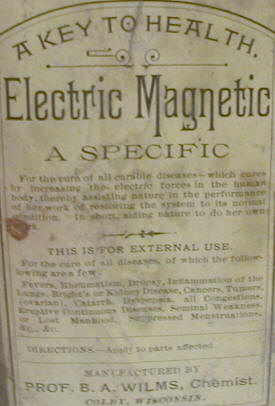 A KEY TO HEALTH.
Electric Magnetic
A SPECIFIC
For the cure of all curable diseases—which cures
by increasing the electric forces in the human
body, thereby assisting nature in the performance
of her work of restoring the system to its normal
condition. In short, aiding nature to do her own
THIS IS FOR EXTERNAL USE.
For the cure of all diseases, of which the follow-
lowing are a few:
Fevers, Rheumatism, Dropsy, Inflamation of the
Lungs, Bright's or Kidney Disease, Cancers, Tumers,
(ovarian), Catarrh, Dyspepsia, all Congestions,
Eruptive Continuous Diseases, Seminal Weakness,
or Lost Manhood, Suppressed Menstruations,
&c., &c.
DIRECTIONS.—Apply to parts affected.
MANUFACTURED BY
PROF. B. A. WILMS, Chemist.
COLBY, WISCONSIN.